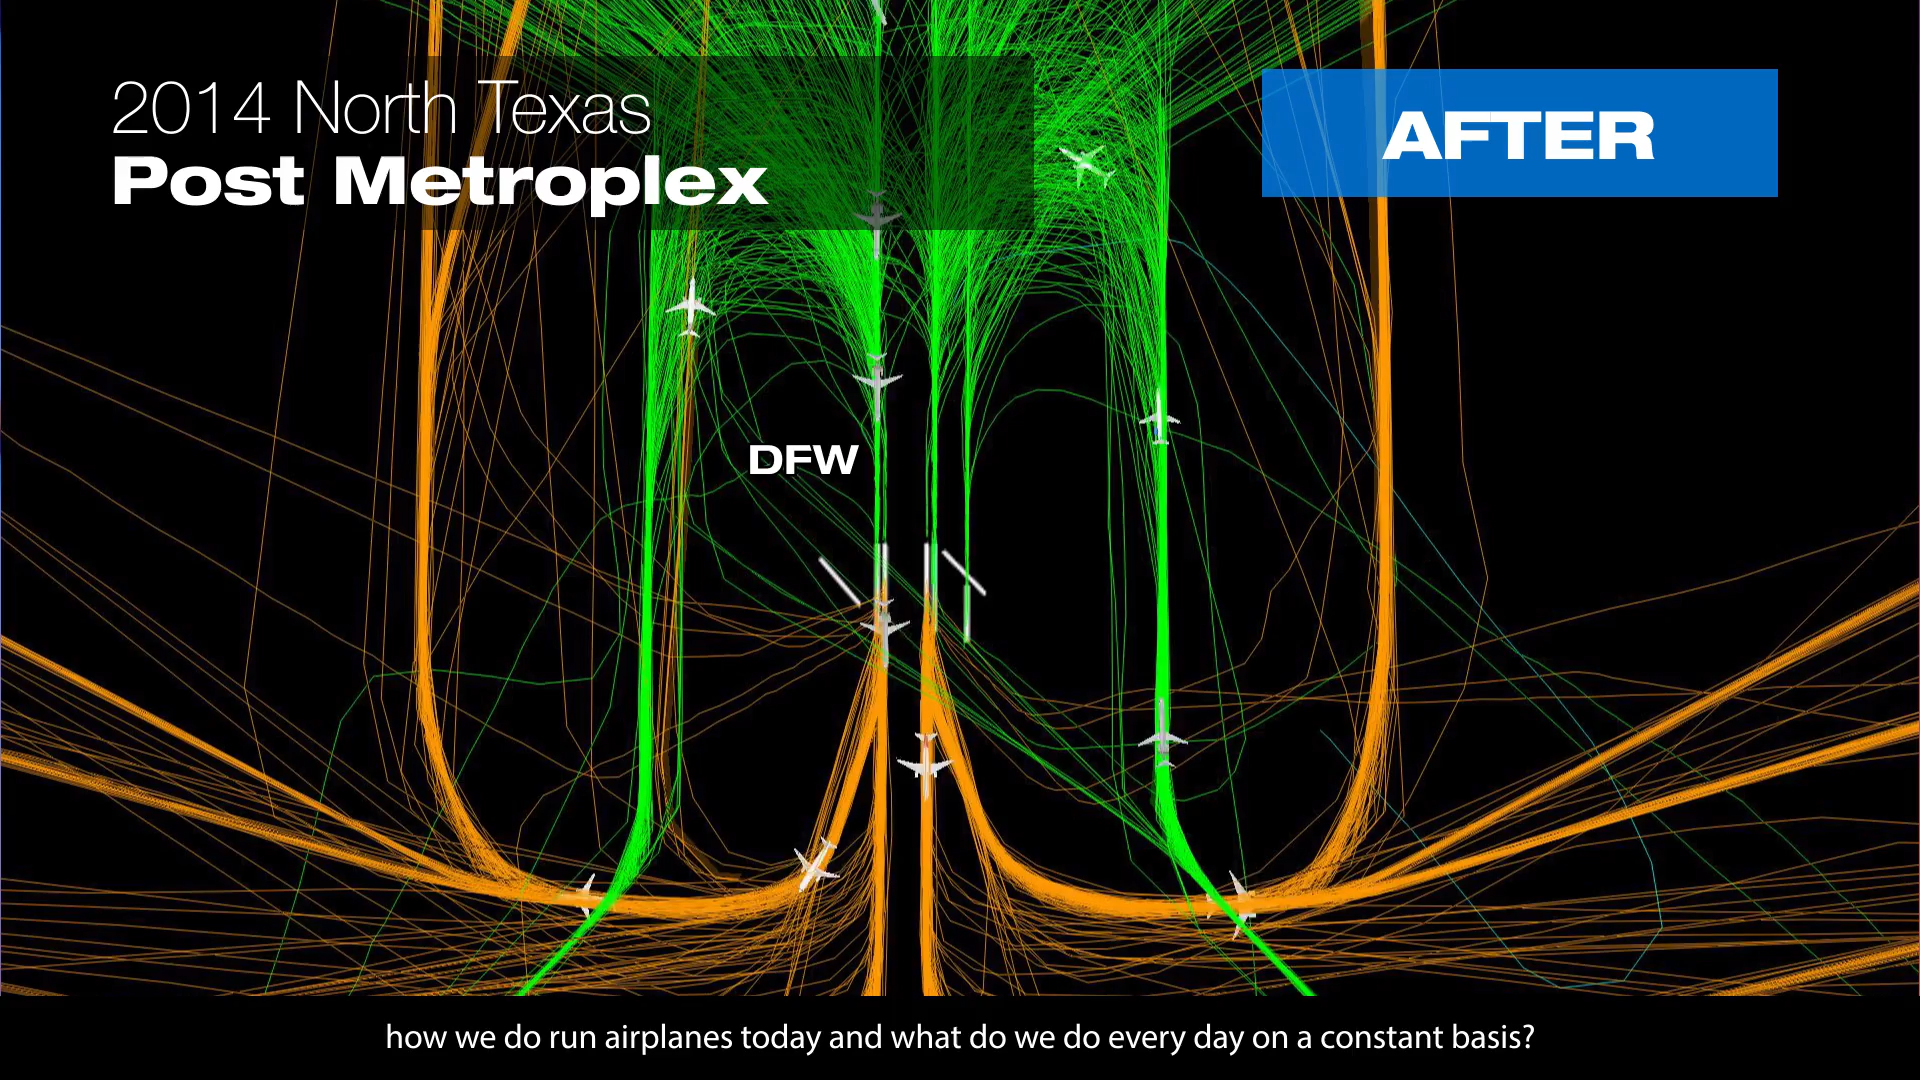 2014 North Texas
Post Metroplex
AFTER
DFW
how we do run airplanes today and what do we do every day on a constant basis?